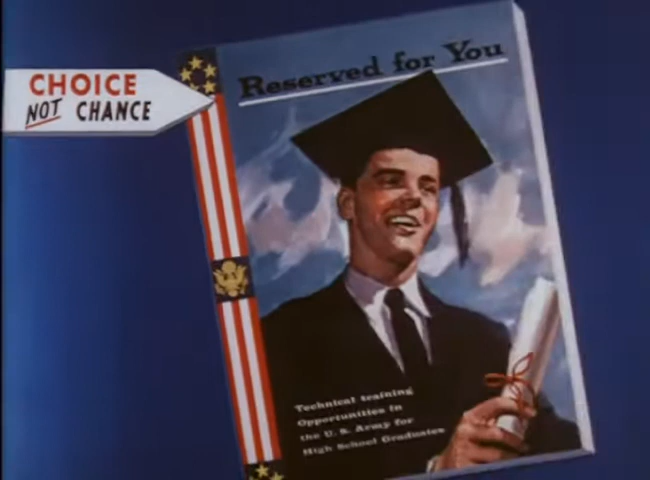 CHOICE
NOT CHANCE
Reserved for You
Technical training
Opportunities in
the U. S. Army for
High School Graduates